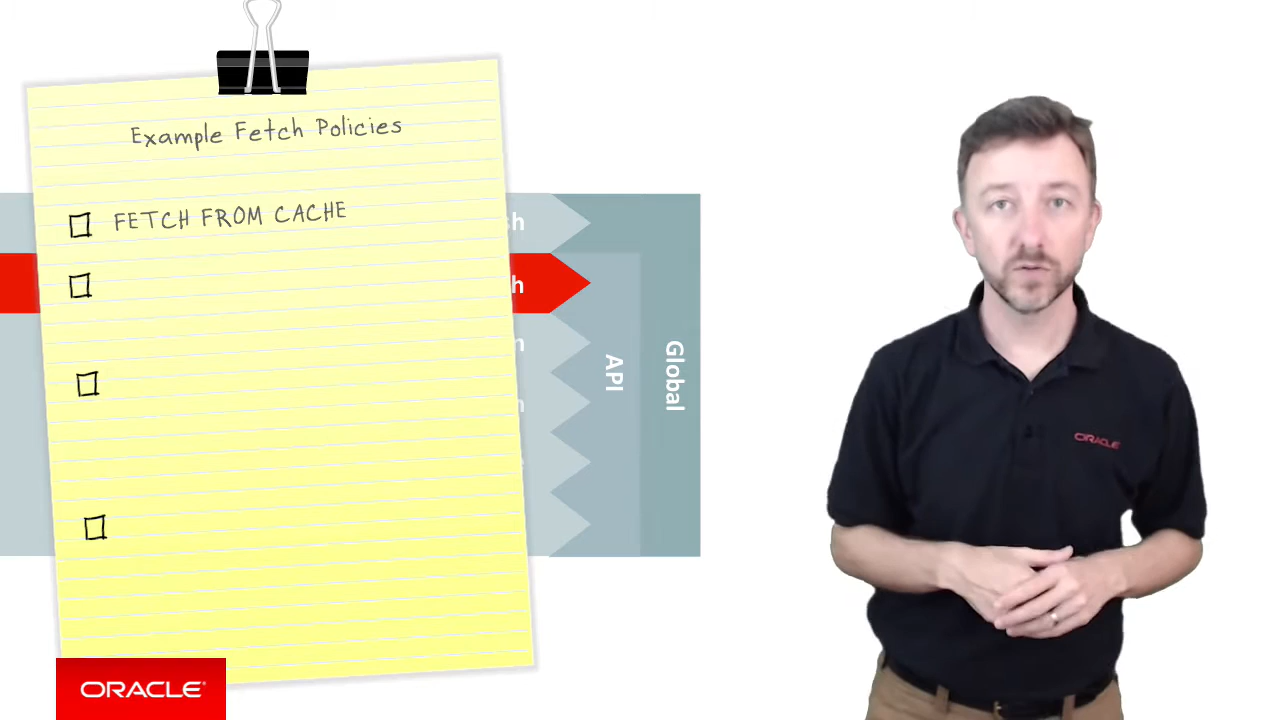 Example Fetch Policies
FETCH FROM CACHE
h
h
n
n
API
Global
ORACLE
ORACLE